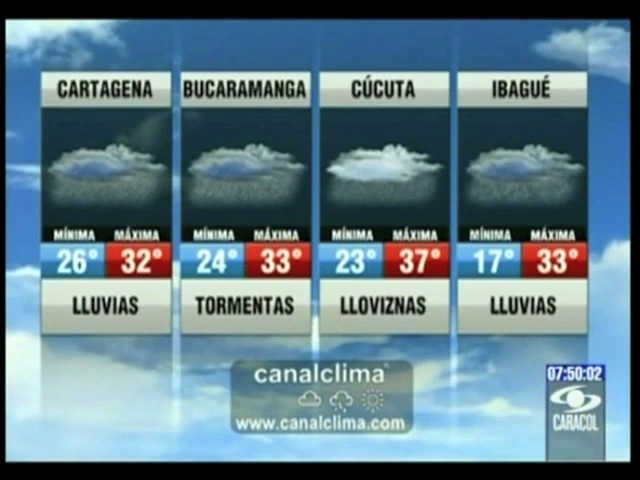 CARTAGENA
BUCARAMANGA
CÚCUTA
IBAGUÉ
MÍNIMA MÁXIMA
26° 32°
LLUVIAS
MÍNIMA MÁXIMA
24° 33°
TORMENTAS
MÍNIMA MÁXIMA
23° 37°
LLOVIZNAS
MÍNIMA MÁXIMA
17° 33°
LLUVIAS
canalclima
www.canalclima.com
07:50:02
CARACOL